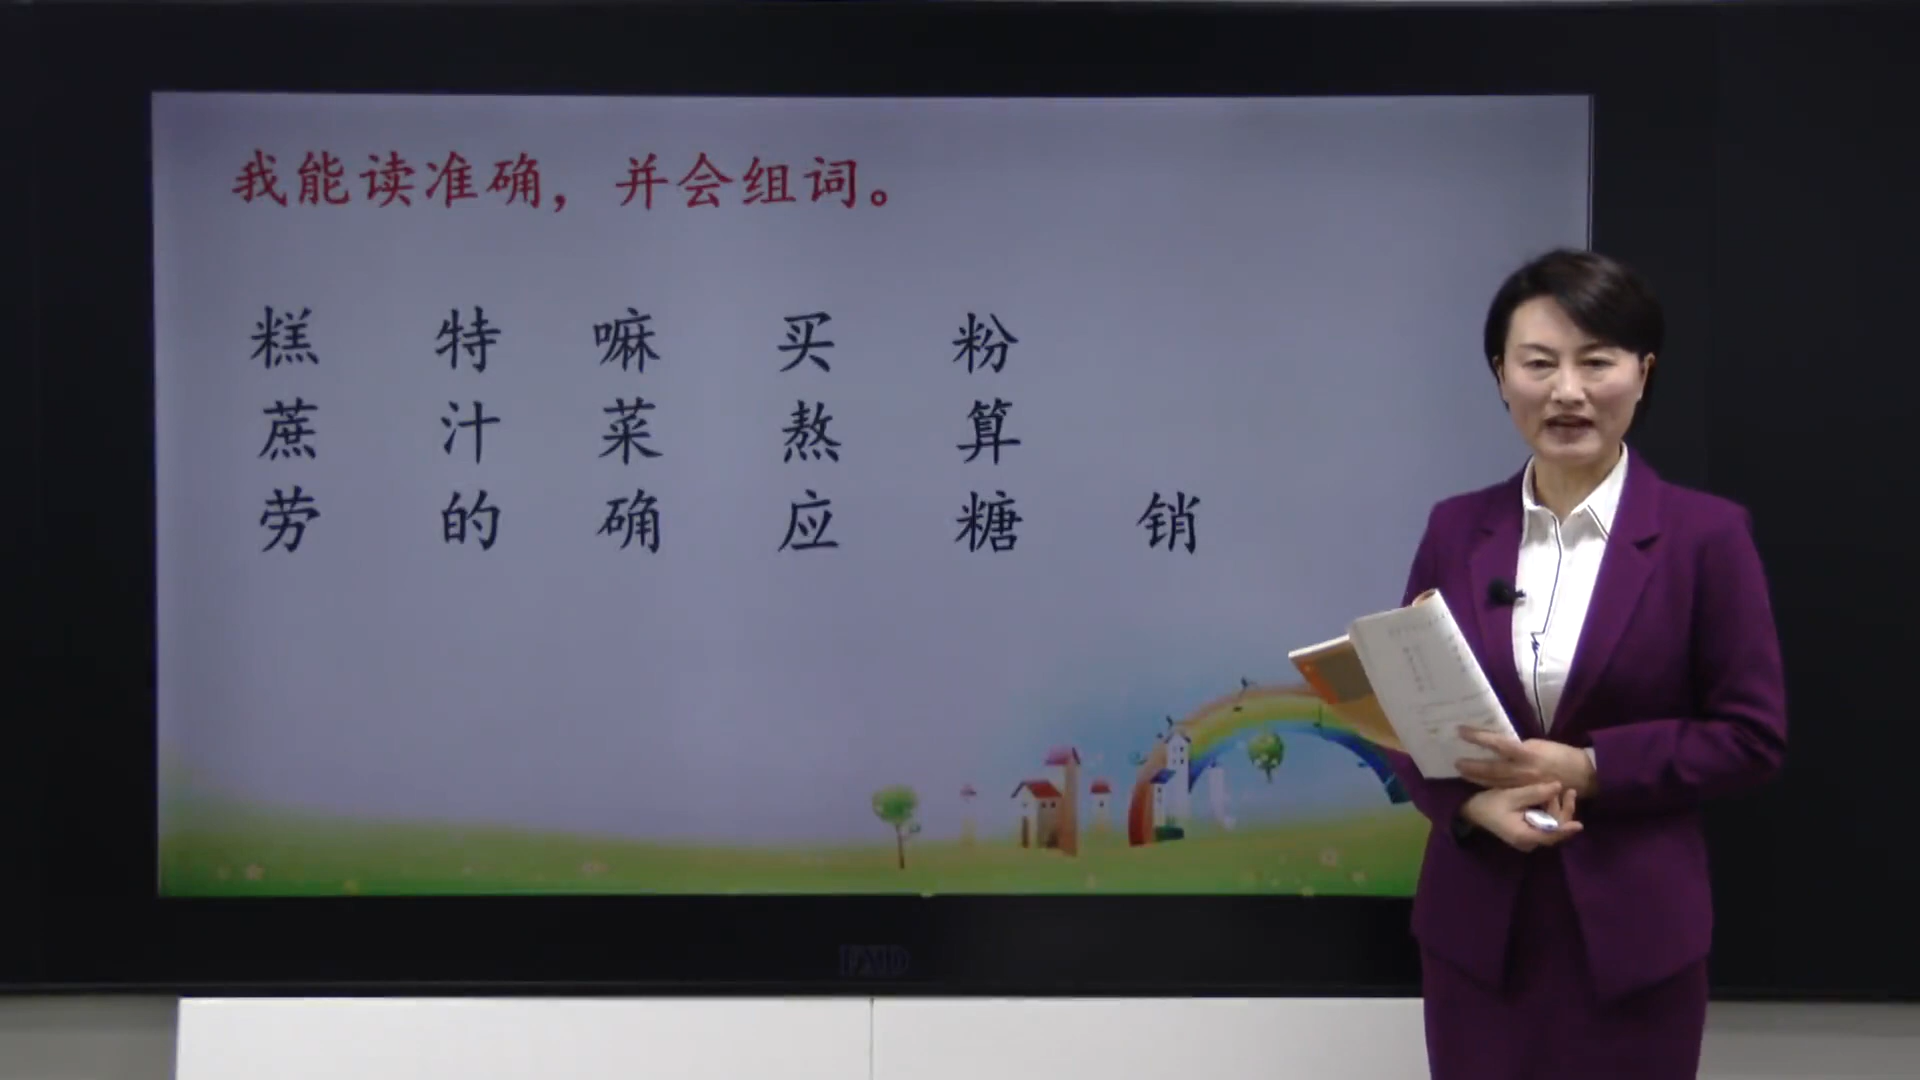 我能读准确，并会组词。
糕 特 嘛 买 粉
蔗 汁 菜 熬 算
劳 的 确 应 糖 销